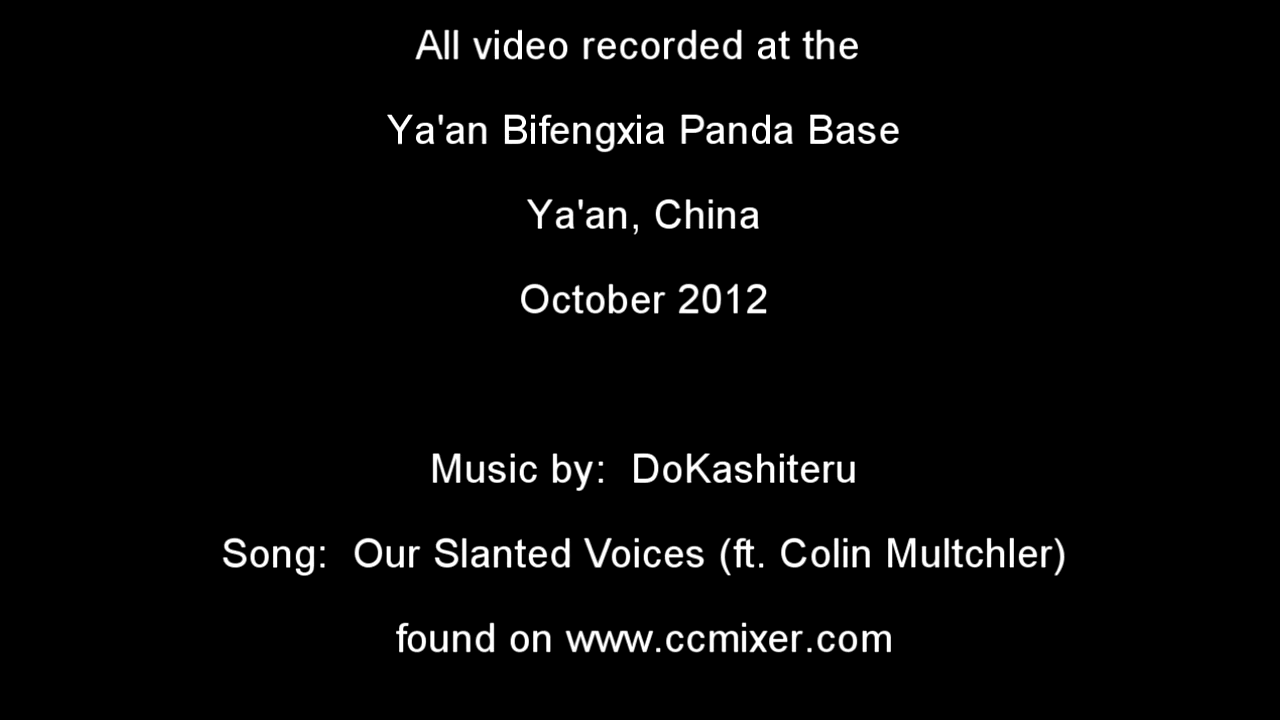 All video recorded at the
Ya'an Bifengxia Panda Base
Ya'an, China
October 2012
Music by:  DoKashiteru
Song:  Our Slanted Voices (ft. Colin Multchler)
found on www.ccmixer.com